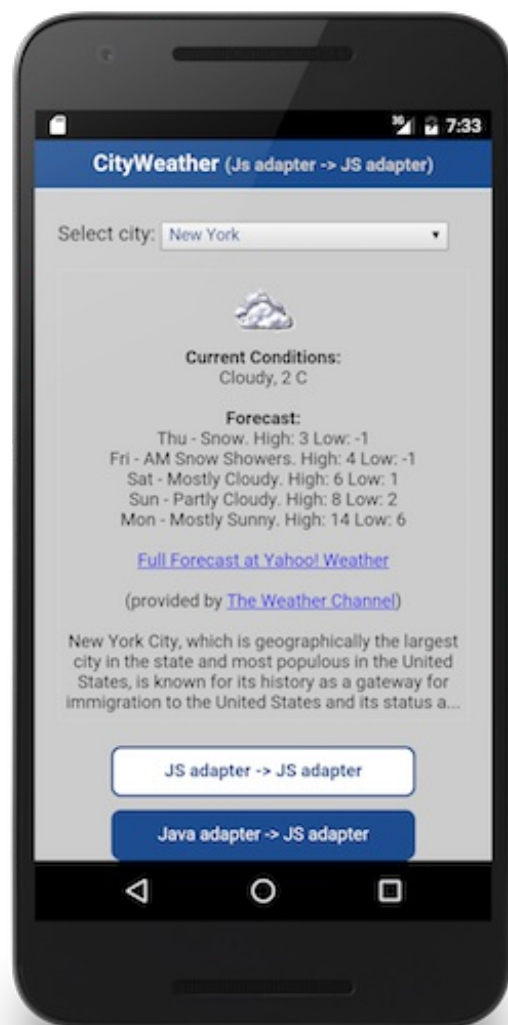 3G 7:33
CityWeather (Js adapter -> JS adapter)
Select city: New York
Current Conditions:
Cloudy, 2 C
Forecast:
Thu - Snow. High: 3 Low: -1
Fri - AM Snow Showers. High: 4 Low: -1
Sat - Mostly Cloudy. High: 6 Low: 1
Sun - Partly Cloudy. High: 8 Low: 2
Mon - Mostly Sunny. High: 14 Low: 6
Full Forecast at Yahoo! Weather
(provided by The Weather Channel)
New York City, which is geographically the largest
city in the state and most populous in the United
States, is known for its history as a gateway for
immigration to the United States and its status a...
JS adapter -> JS adapter
Java adapter -> JS adapter